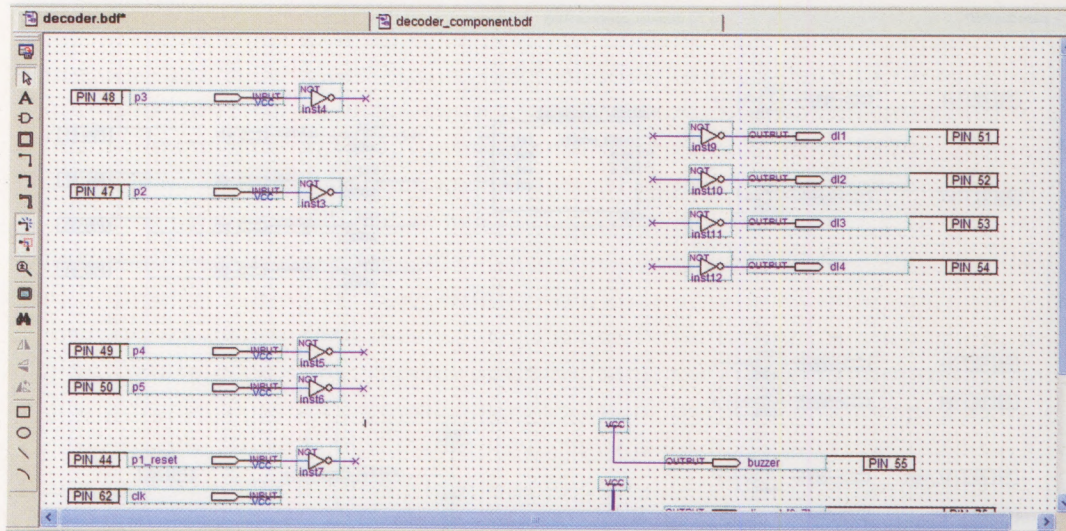 decoder.bdf*
decoder_component.bdf
A
PIN 48 p3 INPUT VCC NOT inst4
NOT inst9 OUTPUT dl1 PIN 51
PIN 47 p2 INPUT VCC NOT inst3
NOT inst10 OUTPUT dl2 PIN 52
NOT inst11 OUTPUT dl3 PIN 53
NOT inst12 OUTPUT dl4 PIN 54
PIN 49 p4 INPUT VCC NOT inst5
PIN 50 p5 INPUT VCC NOT inst6
VCC
PIN 44 p1_reset INPUT VCC NOT inst7
OUTPUT buzzer PIN 55
VCC
PIN 62 clk INPUT